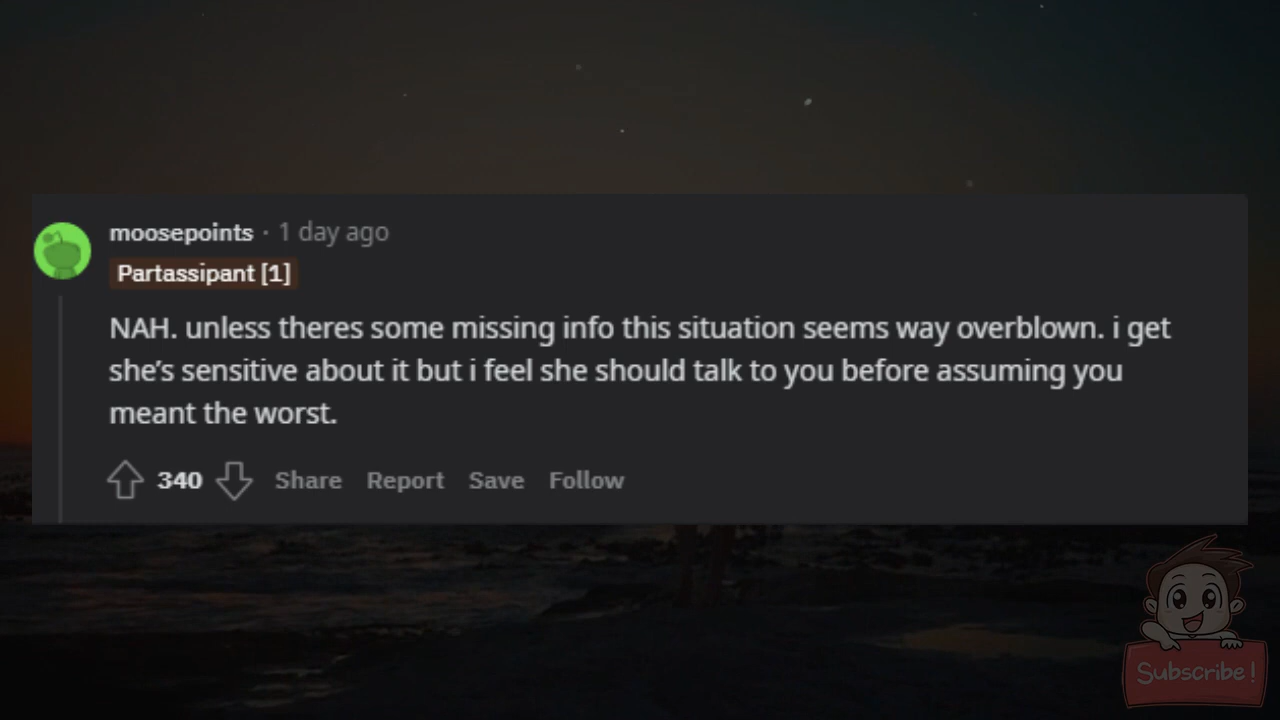 moosepoints · 1 day ago
Partassipant [1]
NAH. unless theres some missing info this situation seems way overblown. i get
she’s sensitive about it but i feel she should talk to you before assuming you
meant the worst.
340 Share Report Save Follow
Subscribe!